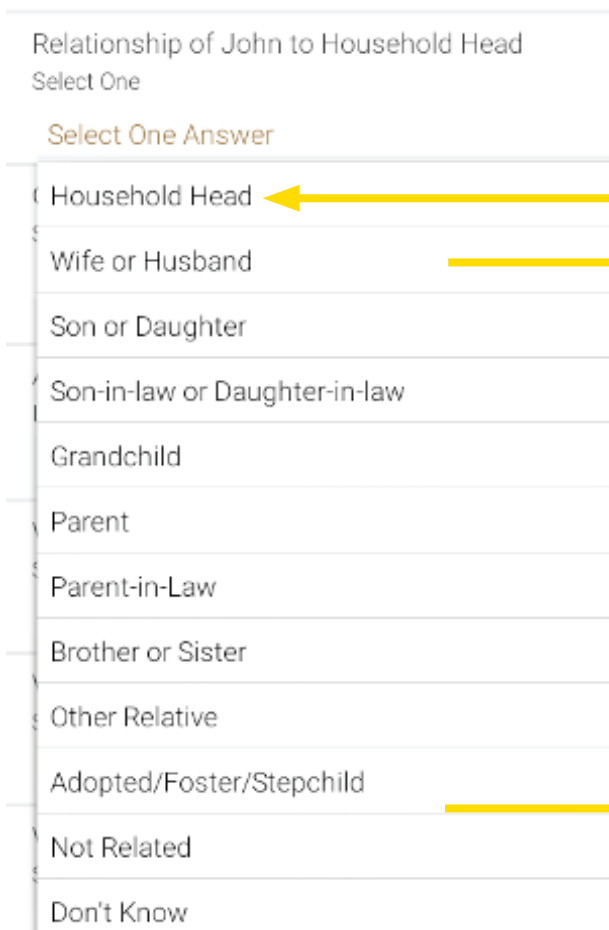 Relationship of John to Household Head
Select One
Select One Answer
Household Head
Wife or Husband
Son or Daughter
Son-in-law or Daughter-in-law
Grandchild
Parent
Parent-in-Law
Brother or Sister
Other Relative
Adopted/Foster/Stepchild
Not Related
Don't Know